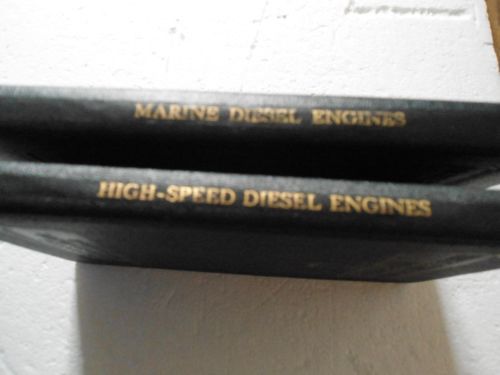 MARINE DIESEL ENGINES
HIGH-SPEED DIESEL ENGINES